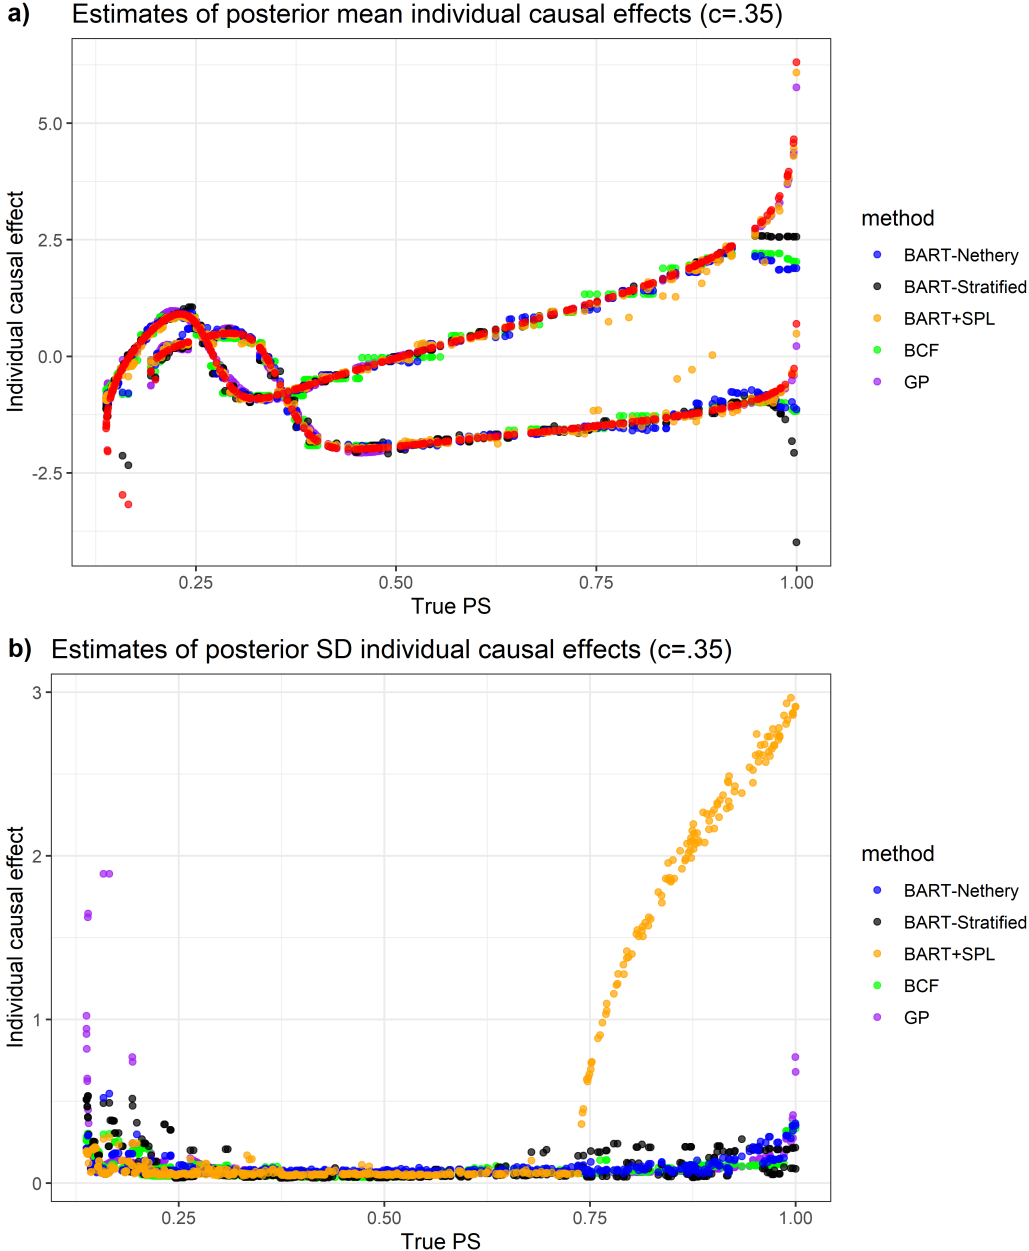 a) Estimates of posterior mean individual causal effects (c=.35)
Individual causal effect
5.0
2.5
0.0
-2.5
0.25 0.50 0.75 1.00
True PS
method
BART-Nethery
BART-Stratified
BART+SPL
BCF
GP
b) Estimates of posterior SD individual causal effects (c=.35)
Individual causal effect
3
2
1
0
0.25 0.50 0.75 1.00
True PS
method
BART-Nethery
BART-Stratified
BART+SPL
BCF
GP